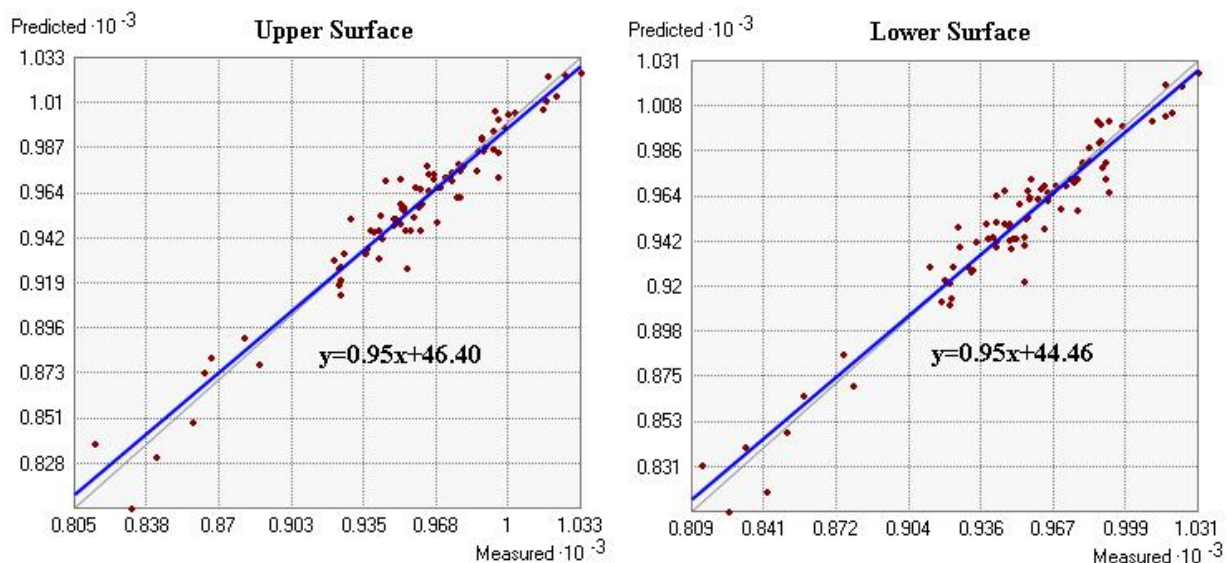 Predicted ·10 -3
Upper Surface
1.033
1.01
0.987
0.964
0.942
0.919
0.896
0.873
0.851
0.828
y=0.95x+46.40
0.805 0.838 0.87 0.903 0.935 0.968 1 1.033
Measured ·10 -3
Predicted ·10 -3
Lower Surface
1.031
1.008
0.986
0.964
0.942
0.92
0.898
0.875
0.853
0.831
y=0.95x+44.46
0.809 0.841 0.872 0.904 0.936 0.967 0.999 1.031
Measured ·10 -3